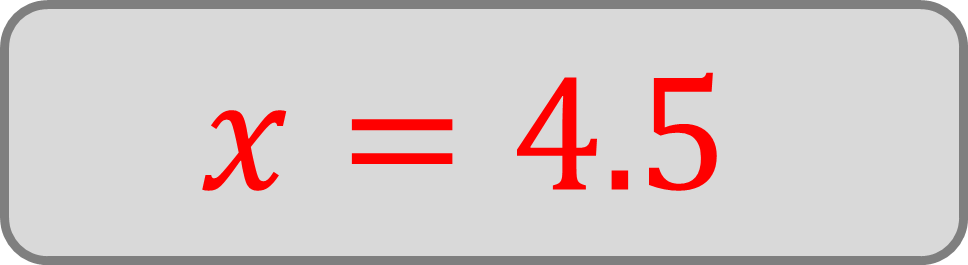 x = 4.5